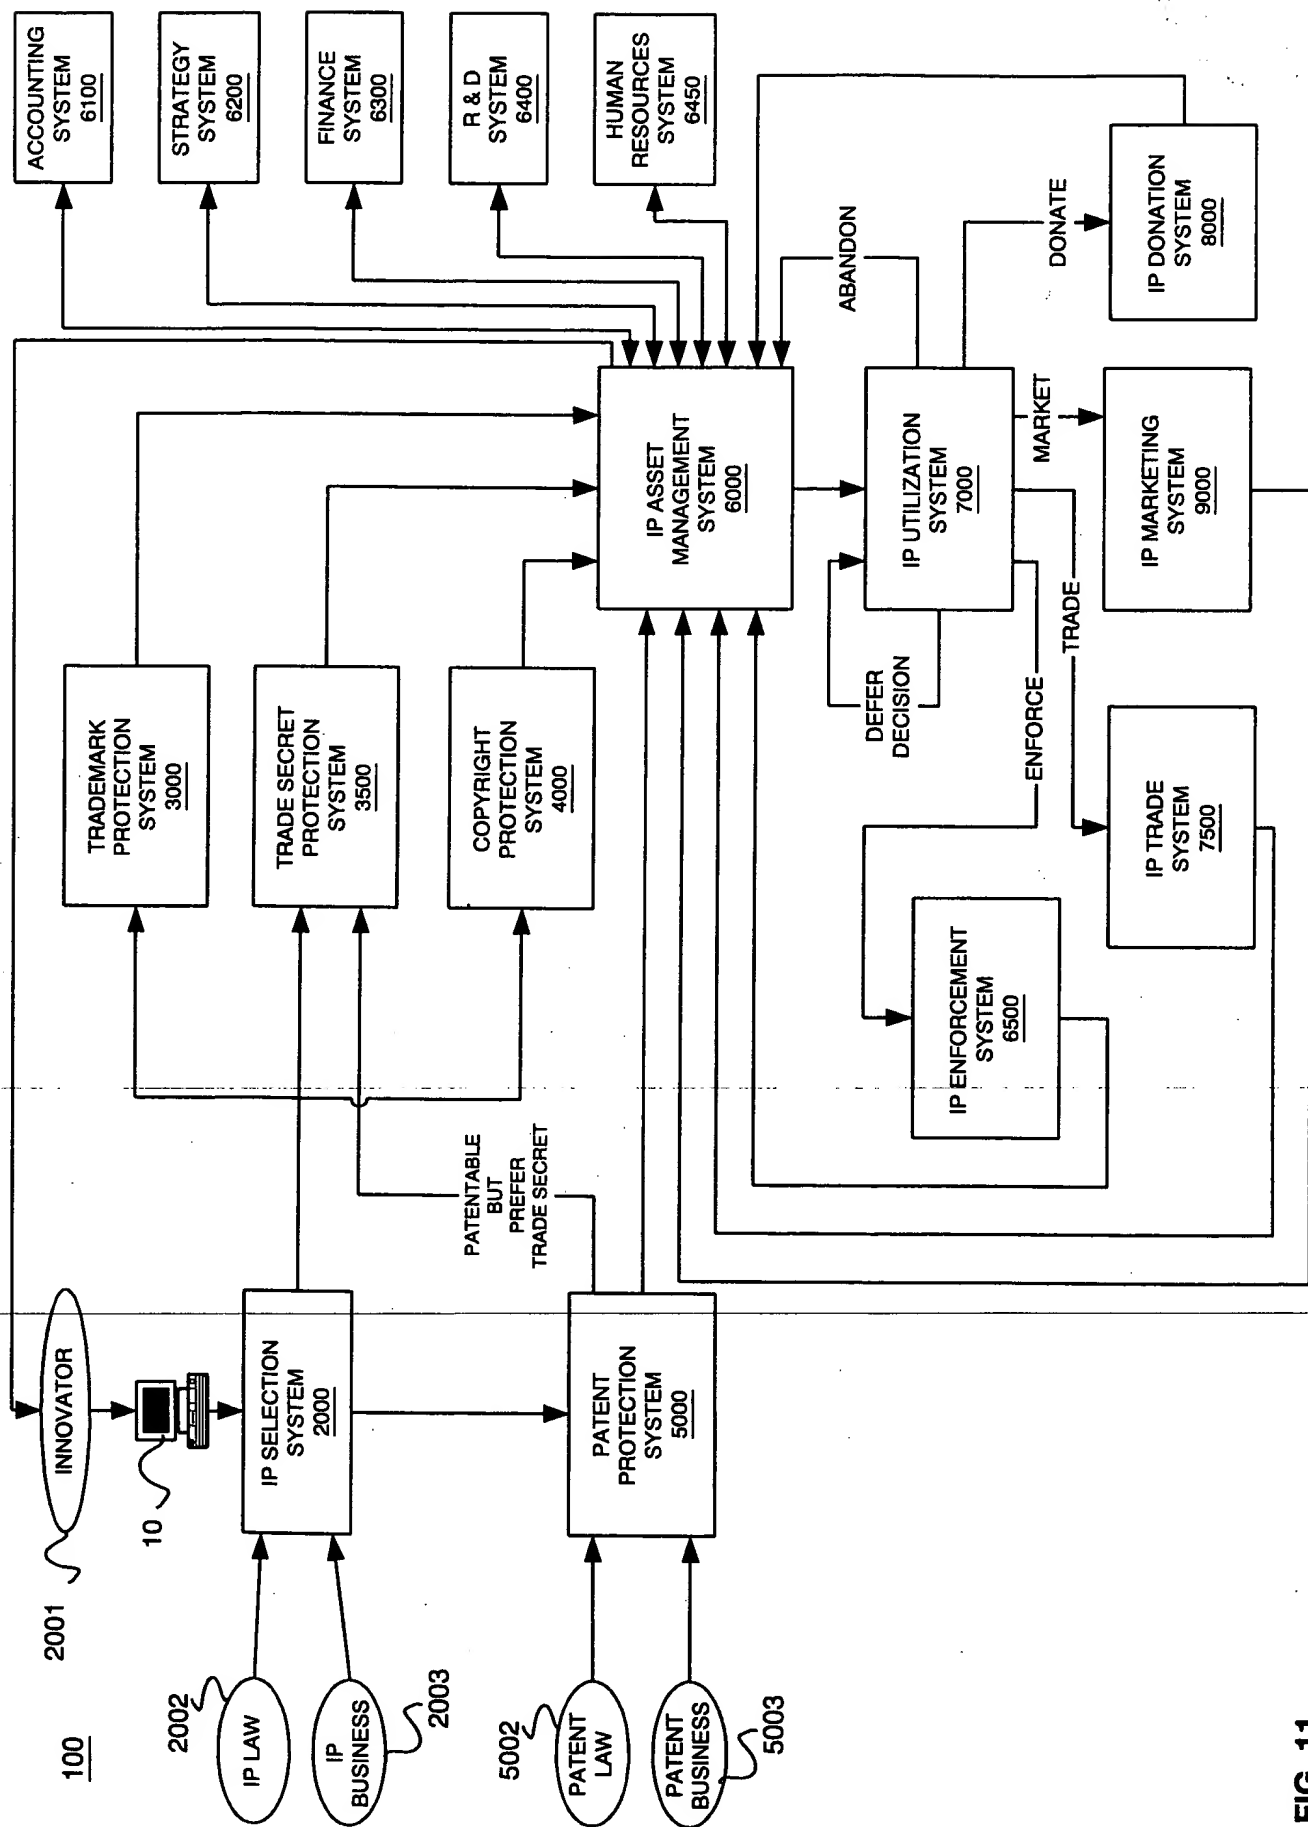 100
2001
INNOVATOR
10
2002
IP LAW
IP
BUSINESS
2003
IP SELECTION
SYSTEM
2000
5002
PATENT
LAW
PATENT
BUSINESS
5003
PATENT
PROTECTION
SYSTEM
5000
PATENTABLE
BUT
PREFER
TRADE SECRET
TRADEMARK
PROTECTION
SYSTEM
3000
TRADE SECRET
PROTECTION
SYSTEM
3500
COPYRIGHT
PROTECTION
SYSTEM
4000
IP ASSET
MANAGEMENT
SYSTEM
6000
ACCOUNTING
SYSTEM
6100
STRATEGY
SYSTEM
6200
FINANCE
SYSTEM
6300
R & D
SYSTEM
6400
HUMAN
RESOURCES
SYSTEM
6450
ABANDON
DEFER
DECISION
IP UTILIZATION
SYSTEM
7000
ENFORCE
TRADE
MARKET
DONATE
IP ENFORCEMENT
SYSTEM
6500
IP TRADE
SYSTEM
7500
IP MARKETING
SYSTEM
9000
IP DONATION
SYSTEM
8000
FIG. 11